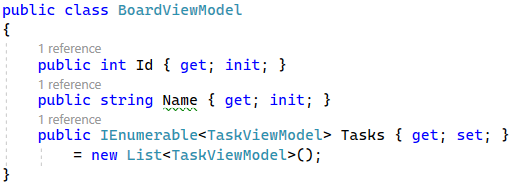 public class BoardViewModel
{
1 reference
public int Id { get; init; }
1 reference
public string Name { get; init; }
1 reference
public IEnumerable<TaskViewModel> Tasks { get; set; }
= new List<TaskViewModel>();
}